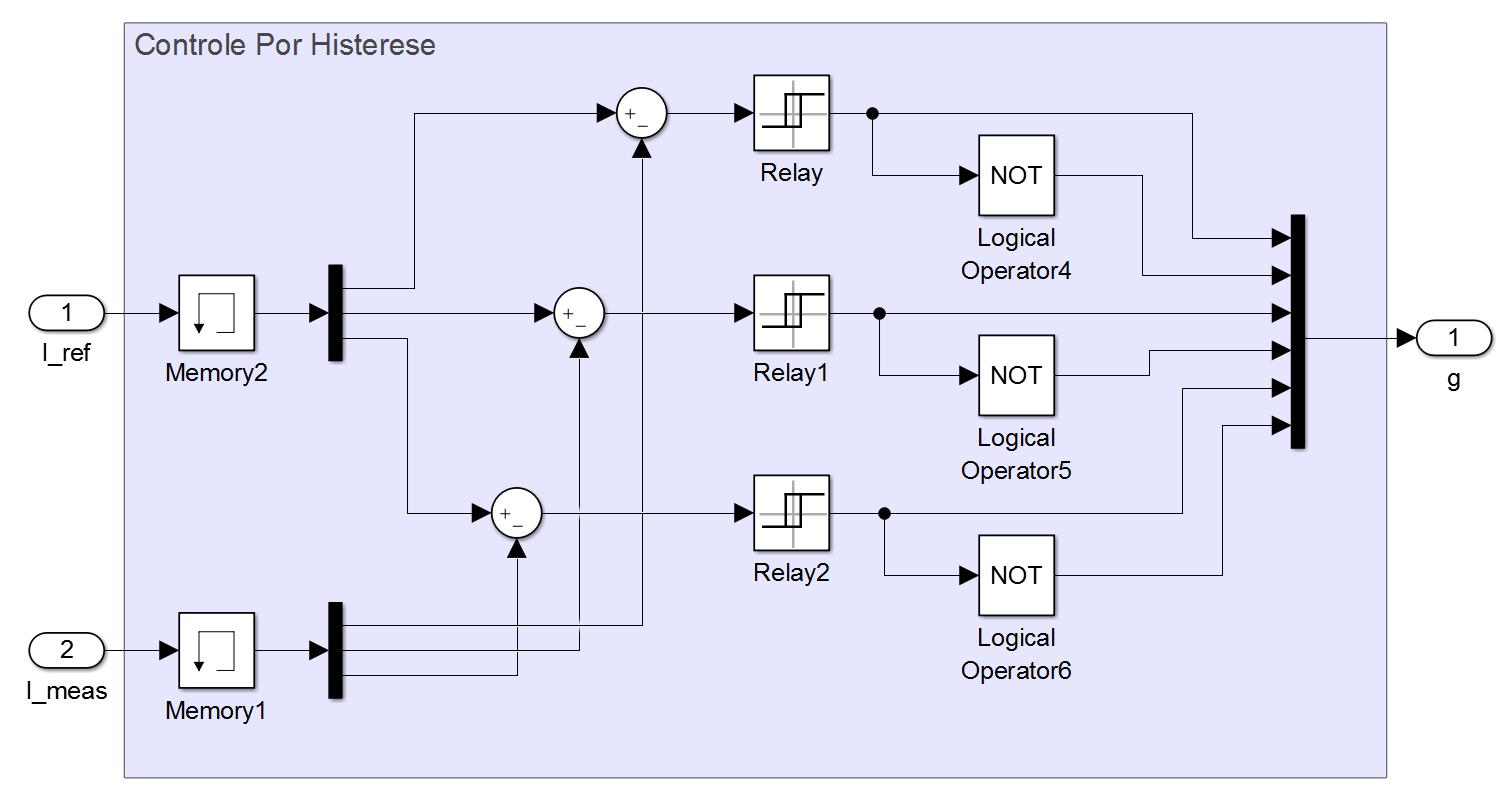 Controle Por Histerese
+
−
Relay
NOT
Logical
Operator4
1
I_ref
Memory2
+
−
Relay1
NOT
Logical
Operator5
1
g
+
−
Relay2
NOT
Logical
Operator6
2
I_meas
Memory1